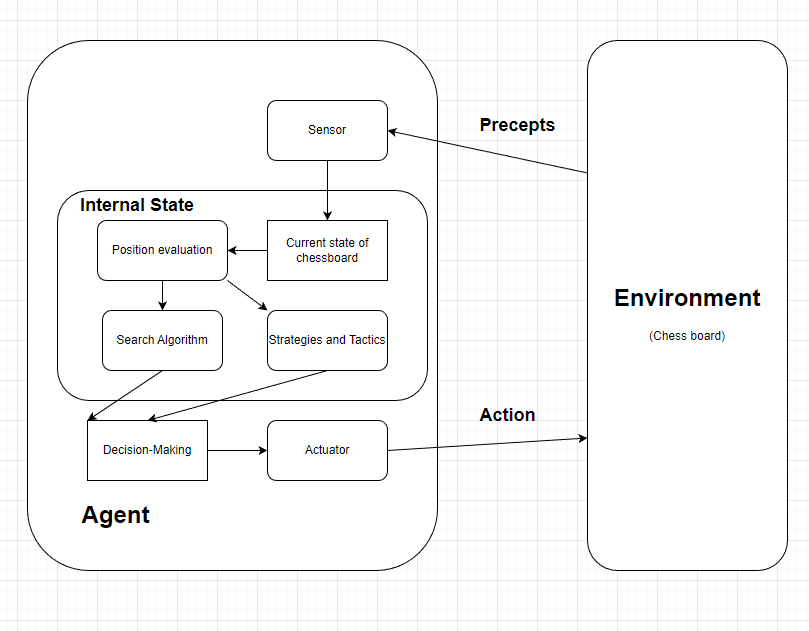 Sensor
Precepts
Internal State
Position evaluation
Current state of
chessboard
Environment
(Chess board)
Search Algorithm
Strategies and Tactics
Action
Decision-Making
Actuator
Agent